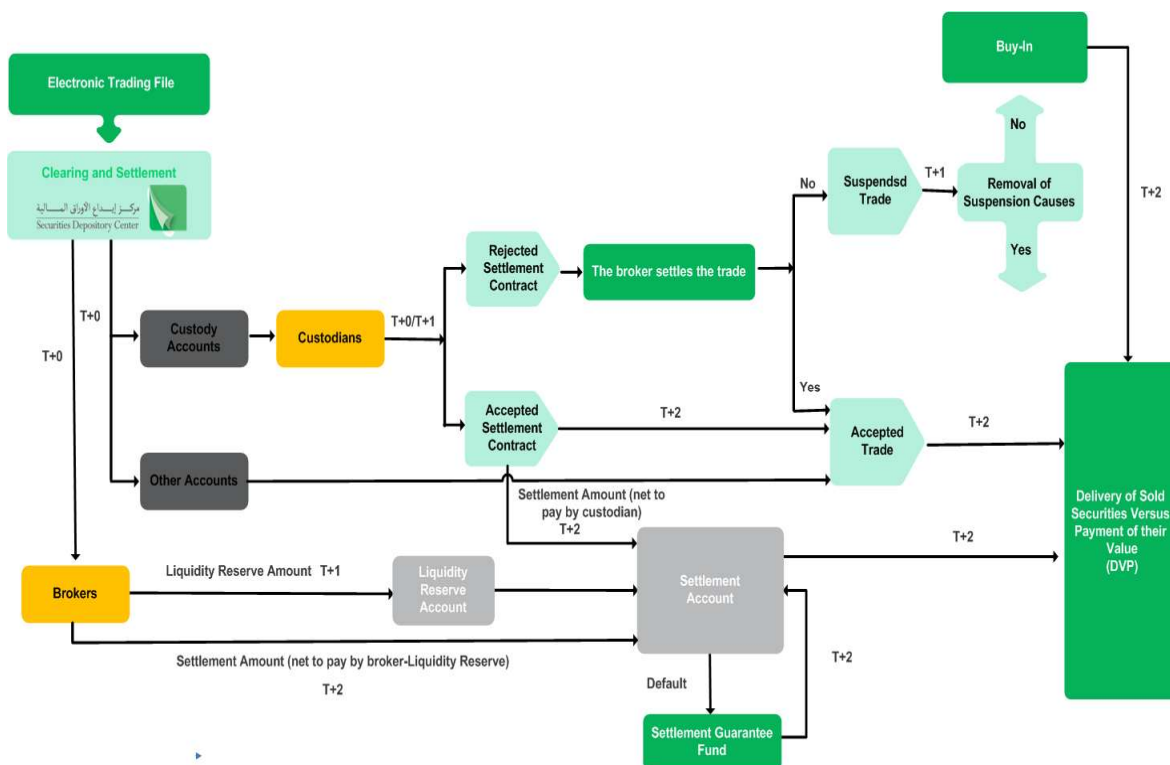 Electronic Trading File
Clearing and Settlement
مركز إيداع الأوراق المالية
Securities Depository Center
Buy-In
No
Removal of
Suspension Causes
Yes
T+2
No
Suspendsd
Trade
T+1
Rejected
Settlement
Contract
The broker settles the trade
T+0
T+0
Custody
Accounts
Custodians
T+0/T+1
Yes
Accepted
Settlement
Contract
T+2
Accepted
Trade
T+2
Other Accounts
Settlement Amount (net to
pay by custodian)
T+2
Delivery of Sold
Securities Versus
Payment of their
Value
(DVP)
Brokers
Liquidity Reserve Amount T+1
Liquidity
Reserve
Account
Settlement
Account
T+2
Settlement Amount (net to pay by broker-Liquidity Reserve)
T+2
Default
T+2
Settlement Guarantee
Fund